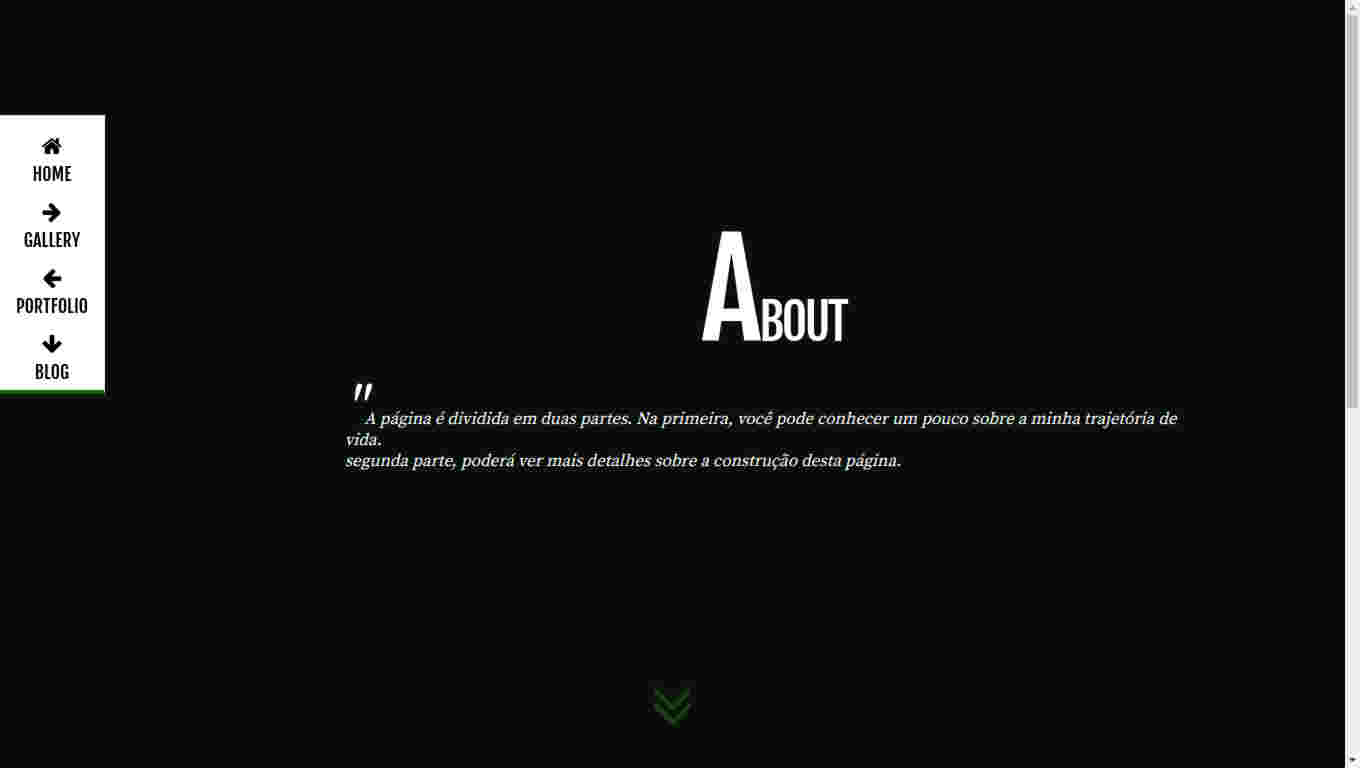 HOME
GALLERY
PORTFOLIO
BLOG
ABOUT
"
A página é dividida em duas partes. Na primeira, você pode conhecer um pouco sobre a minha trajetória de
vida.
segunda parte, poderá ver mais detalhes sobre a construção desta página.